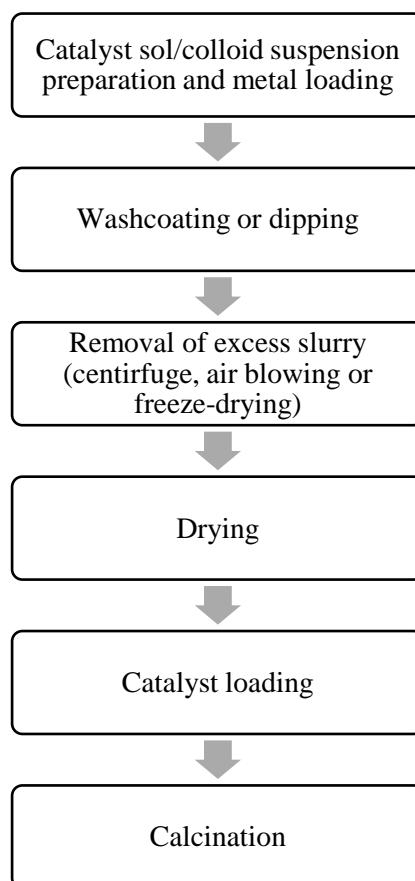 Catalyst sol/colloid suspension
preparation and metal loading
Washcoating or dipping
Removal of excess slurry
(centirfuge, air blowing or
freeze-drying)
Drying
Catalyst loading
Calcination